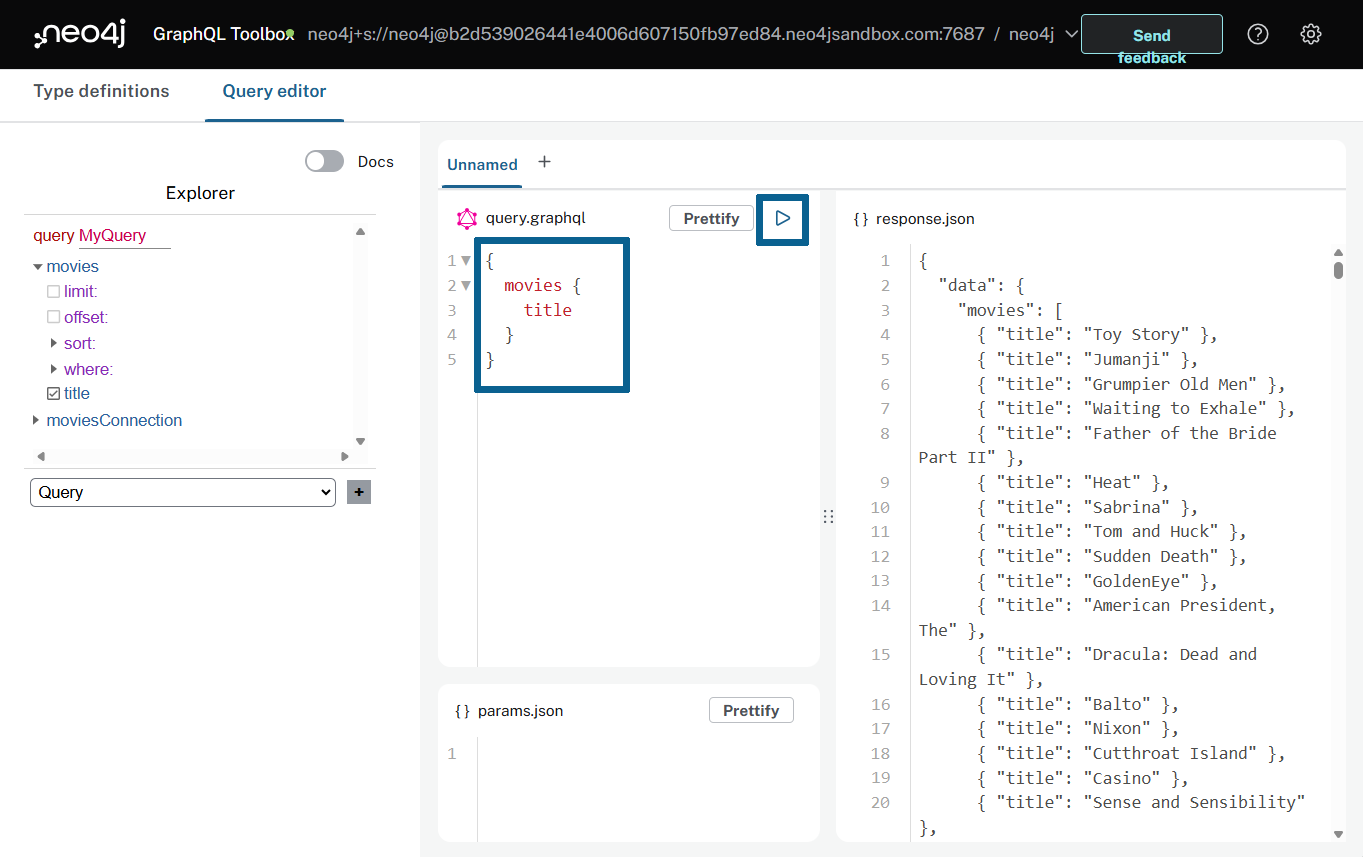 neo4j GraphQL Toolbox neo4j+s://neo4j@b2d539026441e4006d607150fb97ed84.neo4jsandbox.com:7687 / neo4j Send feedback ?
Type definitions Query editor
Docs
Explorer
query MyQuery
movies
limit:
offset:
sort:
where:
title
moviesConnection
Query +
Unnamed +
query.graphql Prettify
1 {
2 movies {
3 title
4 }
5 }
{} params.json Prettify
1
{} response.json
1 {
2 "data": {
3 "movies": [
4 { "title": "Toy Story" },
5 { "title": "Jumanji" },
6 { "title": "Grumpier Old Men" },
7 { "title": "Waiting to Exhale" },
8 { "title": "Father of the Bride
Part II" },
9 { "title": "Heat" },
10 { "title": "Sabrina" },
11 { "title": "Tom and Huck" },
12 { "title": "Sudden Death" },
13 { "title": "GoldenEye" },
14 { "title": "American President,
The" },
15 { "title": "Dracula: Dead and
Loving It" },
16 { "title": "Balto" },
17 { "title": "Nixon" },
18 { "title": "Cutthroat Island" },
19 { "title": "Casino" },
20 { "title": "Sense and Sensibility"
},